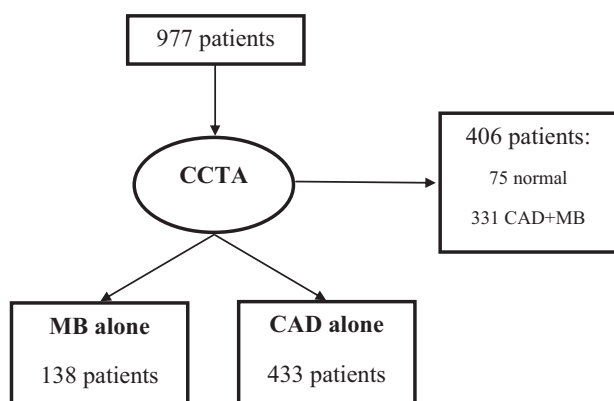 977 patients
CCTA
406 patients:
75 normal
331 CAD+MB
MB alone
138 patients
CAD alone
433 patients